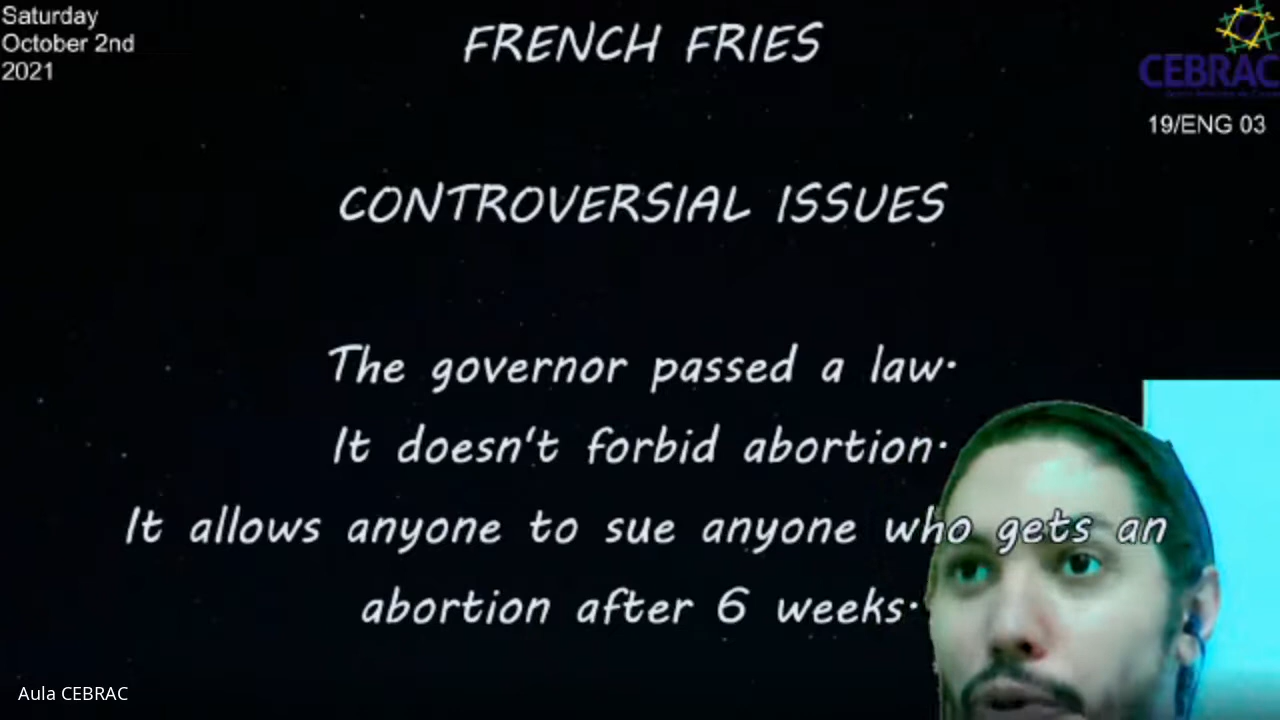 Saturday
October 2nd
2021
FRENCH FRIES
CEBRAC
19/ENG 03
CONTROVERSIAL ISSUES
The governor passed a law.
It doesn't forbid abortion.
It allows anyone to sue anyone who gets an
abortion after 6 weeks.
Aula CEBRAC